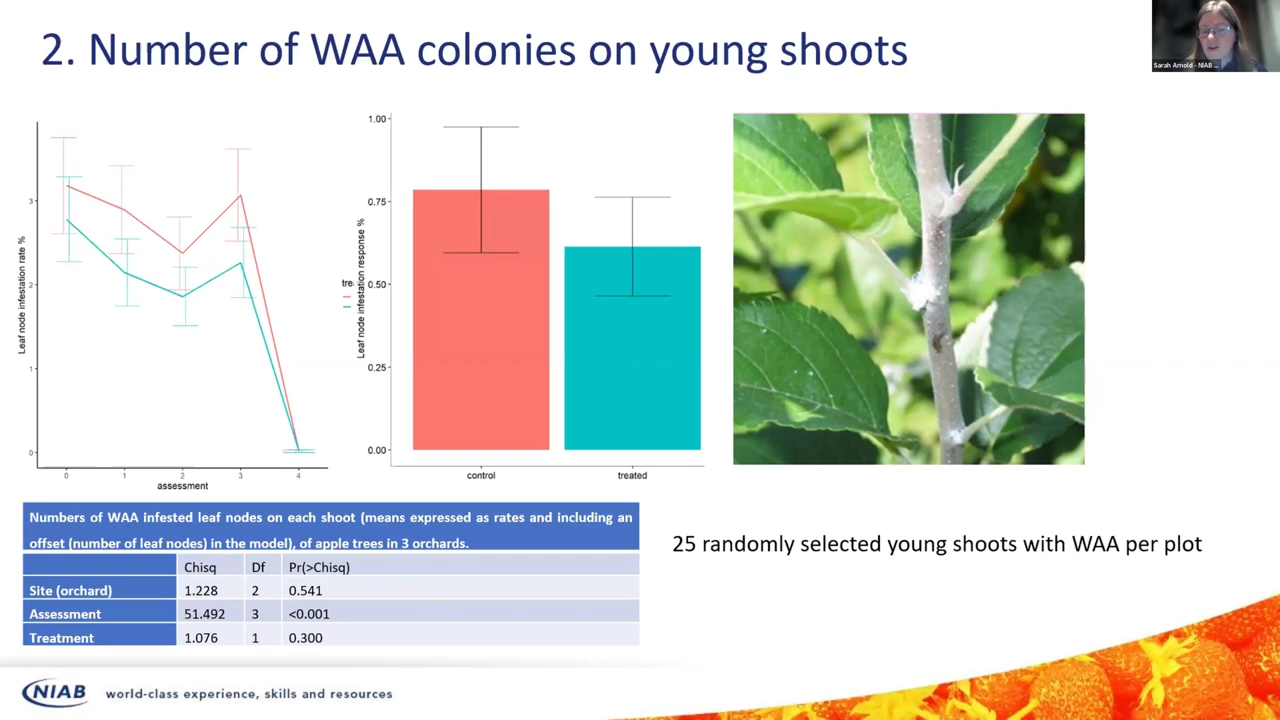 2. Number of WAA colonies on young shoots
Sarah Arnold - NIAB ...
Leaf node infestation rate %
3
2
1
0
0 1 2 3 4
assessment
tre
Leaf node infestation response %
1.00
0.75
0.50
0.25
0.00
control treated
Numbers of WAA infested leaf nodes on each shoot (means expressed as rates and including an
offset (number of leaf nodes) in the model), of apple trees in 3 orchards.
Chisq Df Pr(>Chisq)
Site (orchard) 1.228 2 0.541
Assessment 51.492 3 <0.001
Treatment 1.076 1 0.300
25 randomly selected young shoots with WAA per plot
NIAB world-class experience, skills and resources